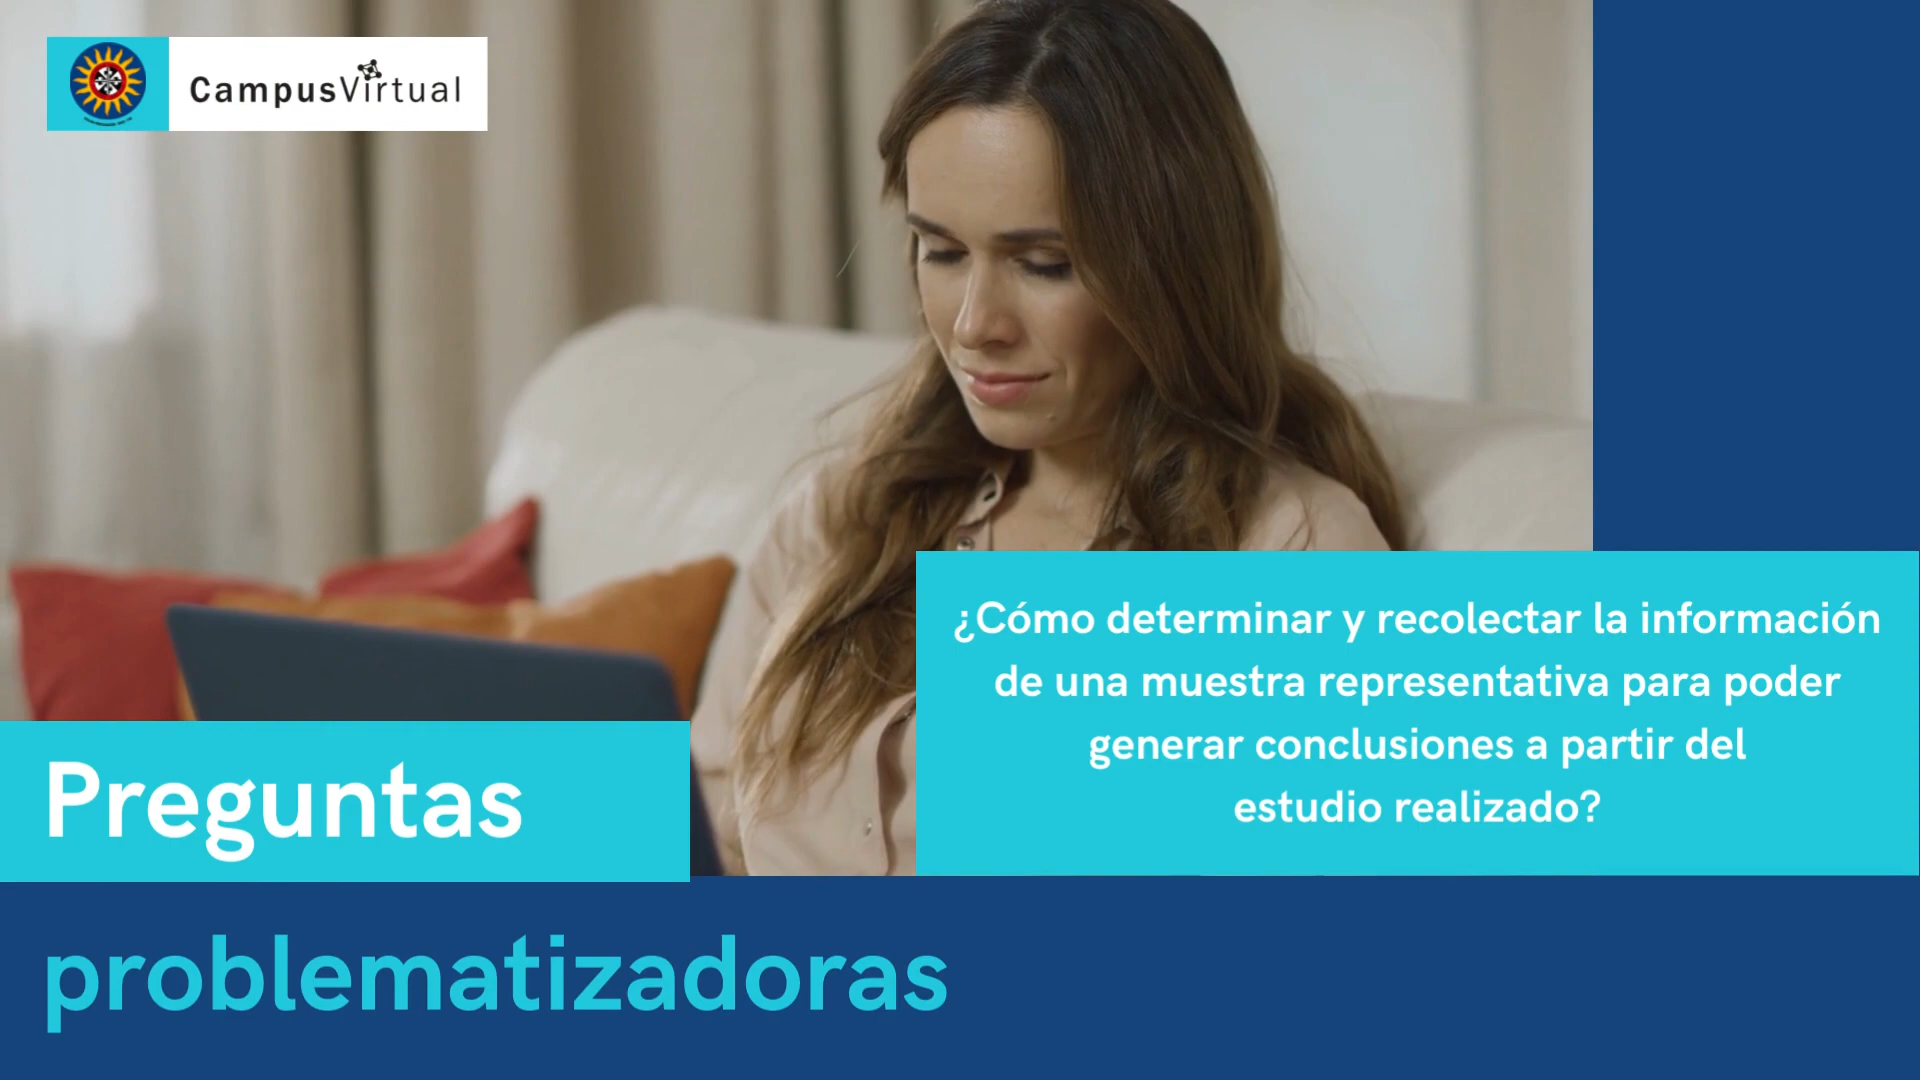 CampusVirtual
¿Cómo determinar y recolectar la información
de una muestra representativa para poder
generar conclusiones a partir del
estudio realizado?
Preguntas
problematizadoras